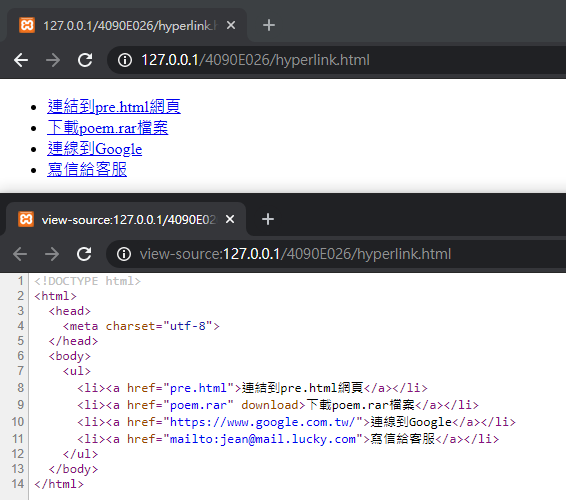 127.0.0.1/4090E026/hyperlink.h
127.0.0.1/4090E026/hyperlink.html
連結到pre.html網頁
下載poem.rar檔案
連線到Google
寫信給客服
view-source:127.0.0.1/4090E02
view-source:127.0.0.1/4090E026/hyperlink.html
1 <!DOCTYPE html>
2 <html>
3 <head>
4 <meta charset="utf-8">
5 </head>
6 <body>
7 <ul>
8 <li><a href="pre.html">連結到pre.html網頁</a></li>
9 <li><a href="poem.rar" download>下載poem.rar檔案</a></li>
10 <li><a href="https://www.google.com.tw/">連線到Google</a></li>
11 <li><a href="mailto:jean@mail.lucky.com">寫信給客服</a></li>
12 </ul>
13 </body>
14 </html>